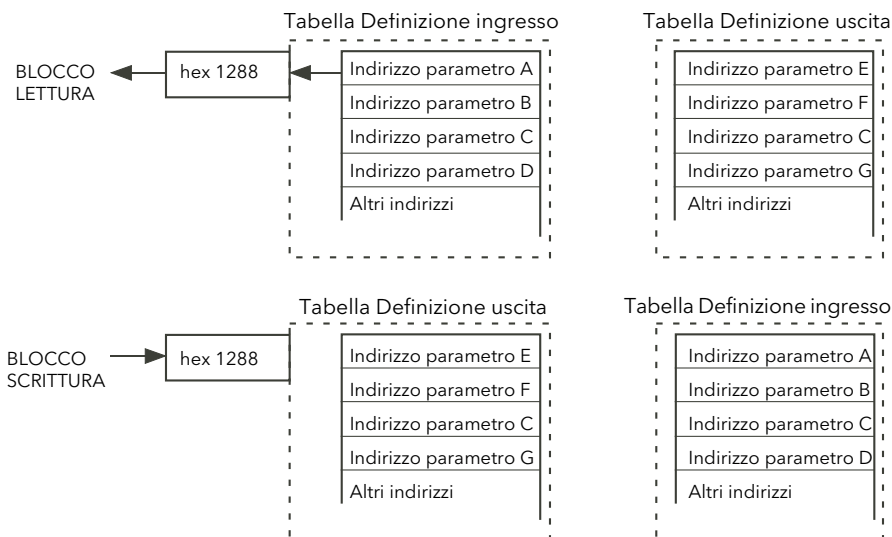 Tabella Definizione ingresso
BLOCCO
LETTURA
hex 1288
Indirizzo parametro A
Indirizzo parametro B
Indirizzo parametro C
Indirizzo parametro D
Altri indirizzi
Tabella Definizione uscita
Indirizzo parametro E
Indirizzo parametro F
Indirizzo parametro C
Indirizzo parametro G
Altri indirizzi
Tabella Definizione uscita
BLOCCO
SCRITTURA
hex 1288
Indirizzo parametro E
Indirizzo parametro F
Indirizzo parametro C
Indirizzo parametro G
Altri indirizzi
Tabella Definizione ingresso
Indirizzo parametro A
Indirizzo parametro B
Indirizzo parametro C
Indirizzo parametro D
Altri indirizzi